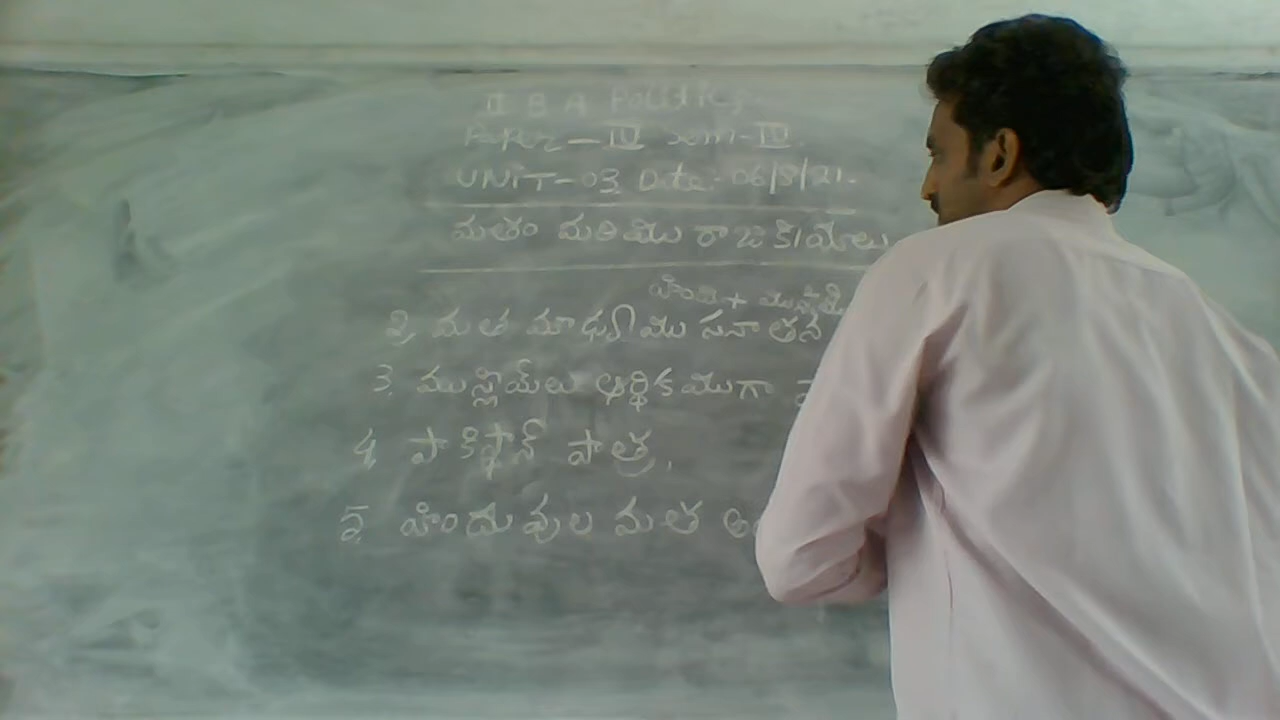 II B A Politics
Paper - IV Sem - IV.
UNIT - 03 Date - 06/8/21.
మతం మరియు రాజకీయాలు
హిందు + ముస్లిం
2, మత మాధ్యమిము సనాతన
3. ముస్లిమ్‌లు ఆర్థికముగా
4, పాకిస్థాన్ పాత్ర,
5. హిందువుల మత